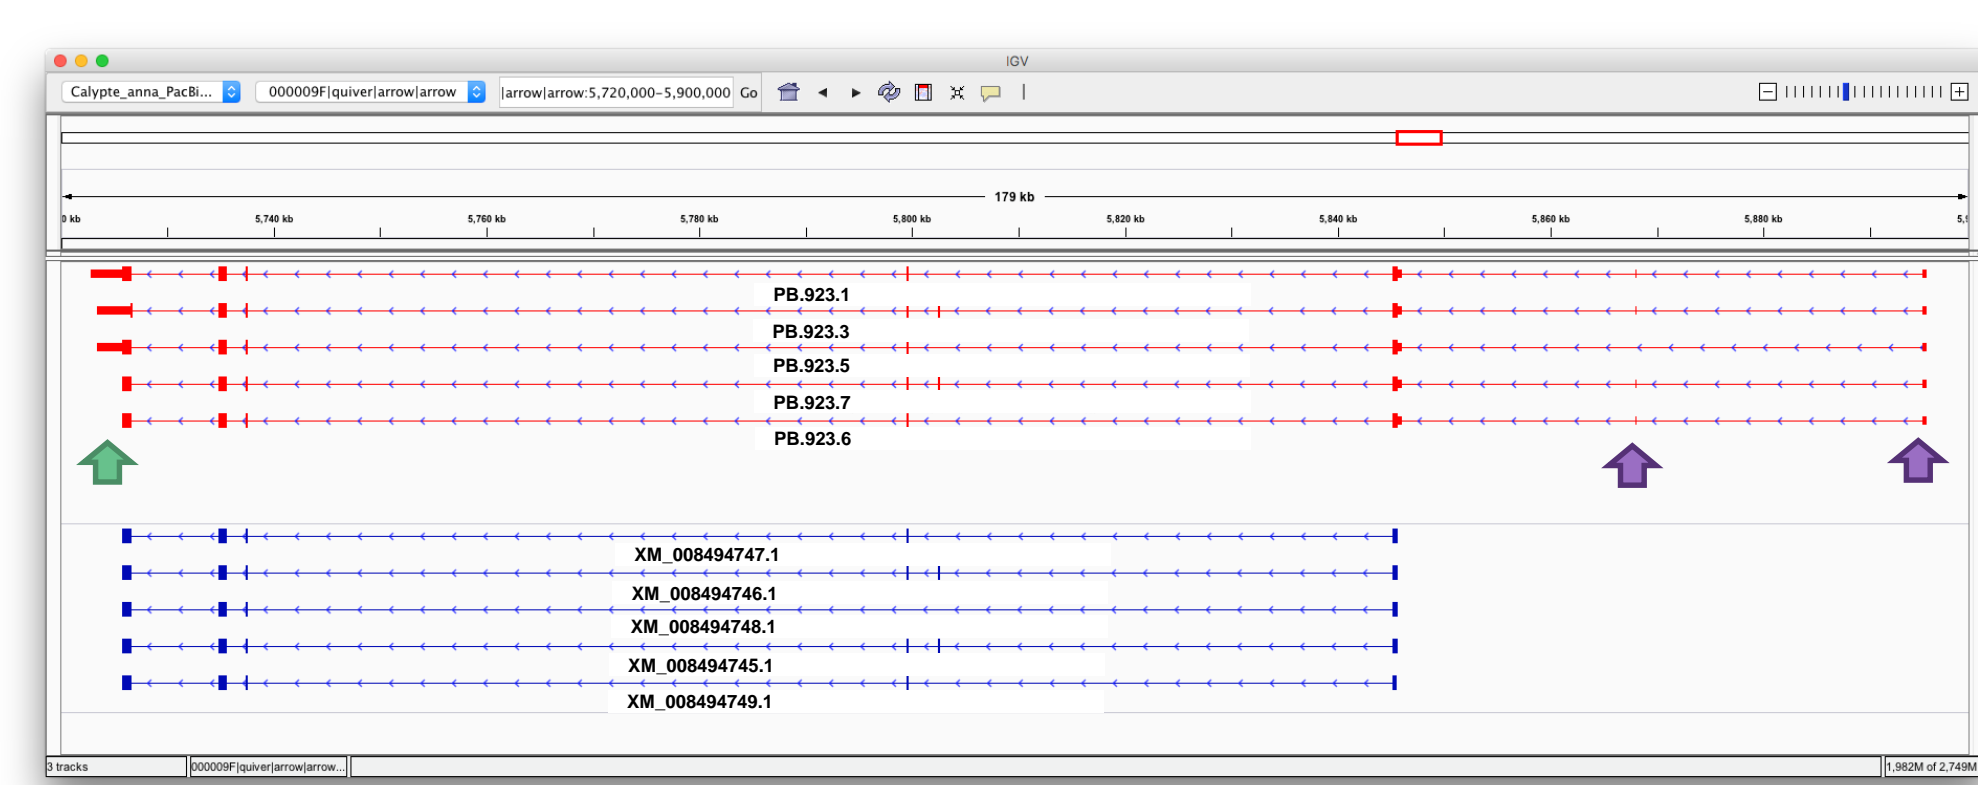 IGV
Calypte_anna_PacBi... 000009F|quiver|arrow|arrow |arrow|arrow:5,720,000-5,900,000 Go
179 kb
0 kb 5,740 kb 5,760 kb 5,780 kb 5,800 kb 5,820 kb 5,840 kb 5,860 kb 5,880 kb 5,9
PB.923.1
PB.923.3
PB.923.5
PB.923.7
PB.923.6
XM_008494747.1
XM_008494746.1
XM_008494748.1
XM_008494745.1
XM_008494749.1
3 tracks 000009F|quiver|arrow|arrow... 1,982M of 2,749M